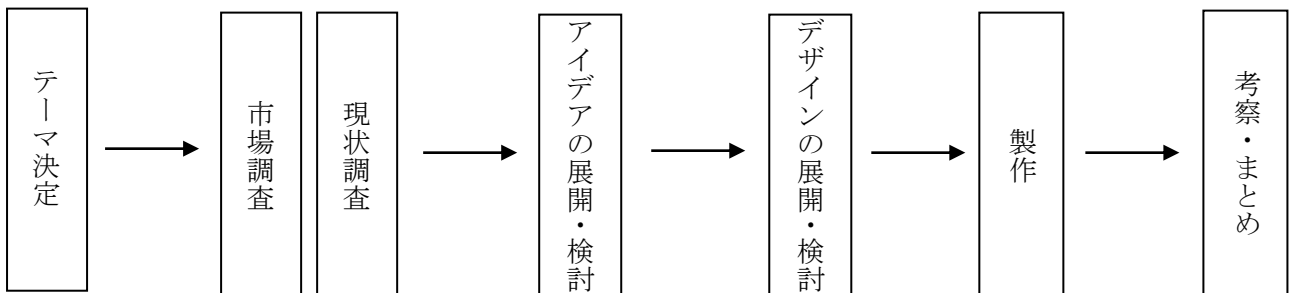 テーマ決定
市場調査
現状調査
アイデアの展開・検討
デザインの展開・検討
製作
考察・まとめ